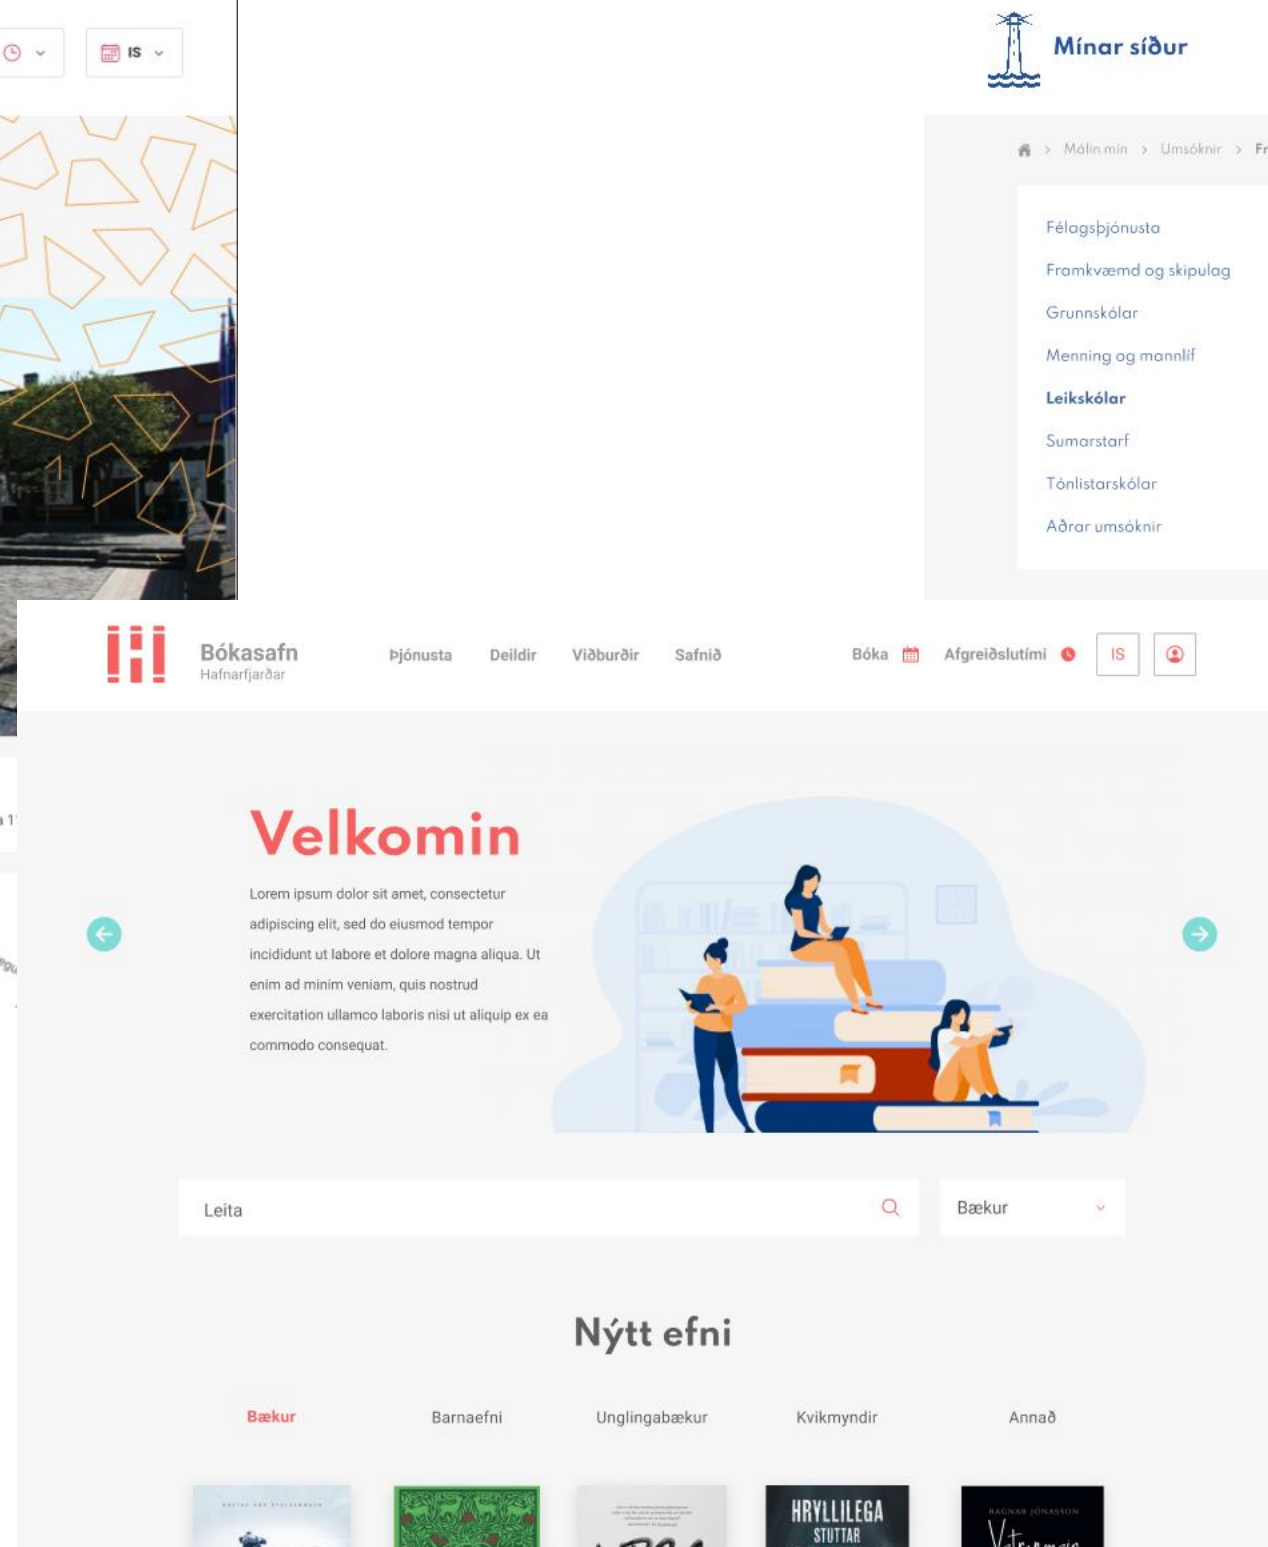 IS
Mínar síður
Málin mín > Umsóknir > Fr
Félagsþjónusta
Framkvæmd og skipulag
Grunnskólar
Menning og mannlíf
Leikskólar
Sumarstarf
Tónlistarskólar
Aðrar umsóknir
Bókasafn
Hafnarfjarðar
Þjónusta Deildir Viðburðir Safnið Bóka Afgreiðslutími IS
Velkomin
Lorem ipsum dolor sit amet, consectetur
adipiscing elit, sed do eiusmod tempor
incididunt ut labore et dolore magna aliqua. Ut
enim ad minim veniam, quis nostrud
exercitation ullamco laboris nisi ut aliquip ex ea
commodo consequat.
Leita
Bækur
Nýtt efni
Bækur Barnaefni Unglingabækur Kvikmyndir Annað
HRYLLILEGA
STUTTAR
RAGNAR JÓNASSON